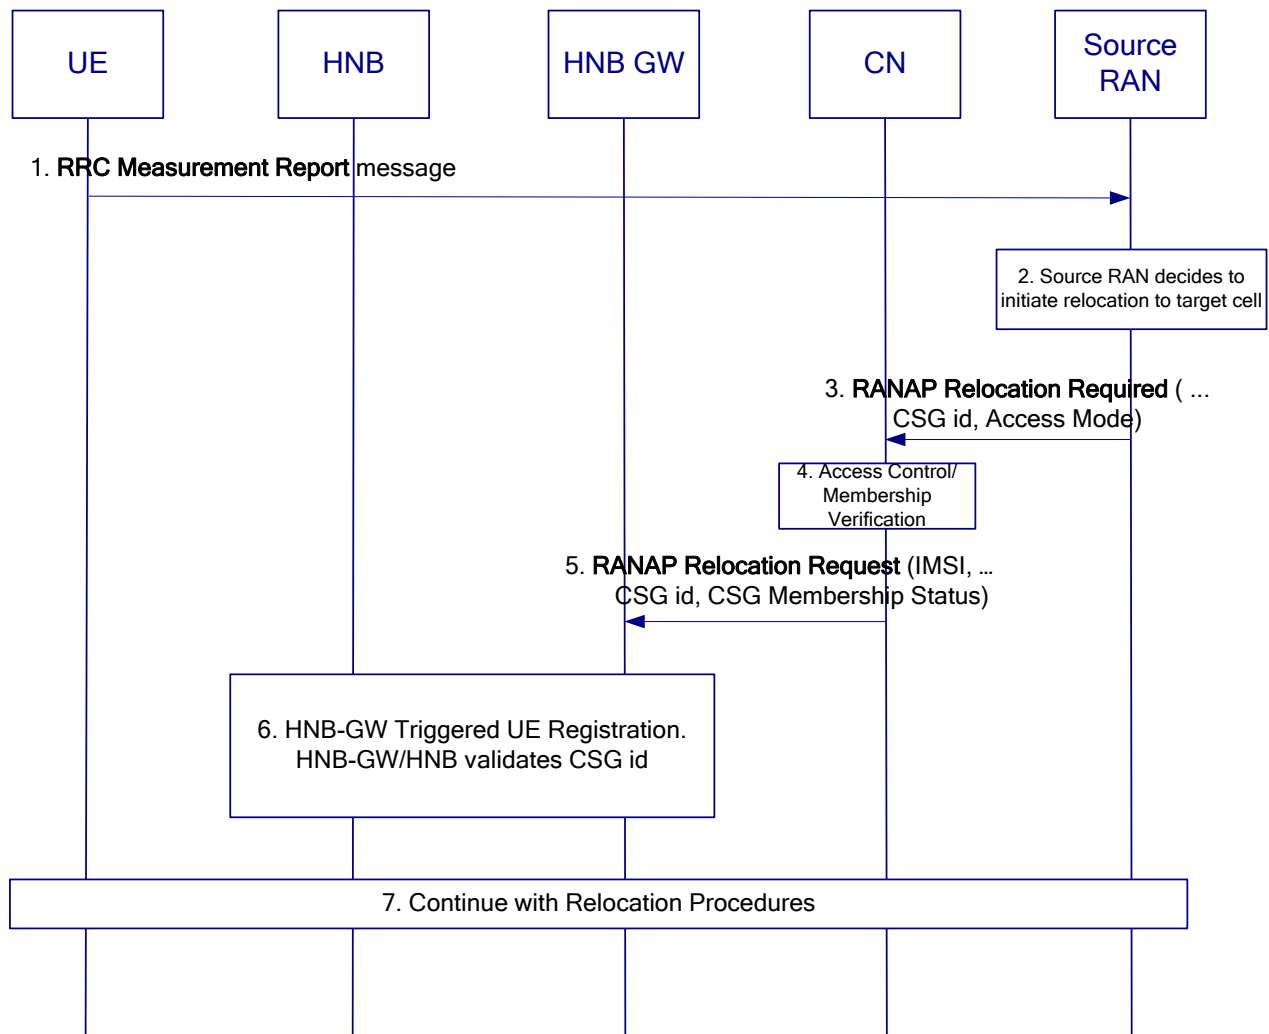 UE
HNB
HNB GW
CN
Source
RAN
1. RRC Measurement Report message
2. Source RAN decides to
initiate relocation to target cell
3. RANAP Relocation Required ( ...
CSG id, Access Mode)
4. Access Control/
Membership
Verification
5. RANAP Relocation Request (IMSI, ...
CSG id, CSG Membership Status)
6. HNB-GW Triggered UE Registration.
HNB-GW/HNB validates CSG id
7. Continue with Relocation Procedures